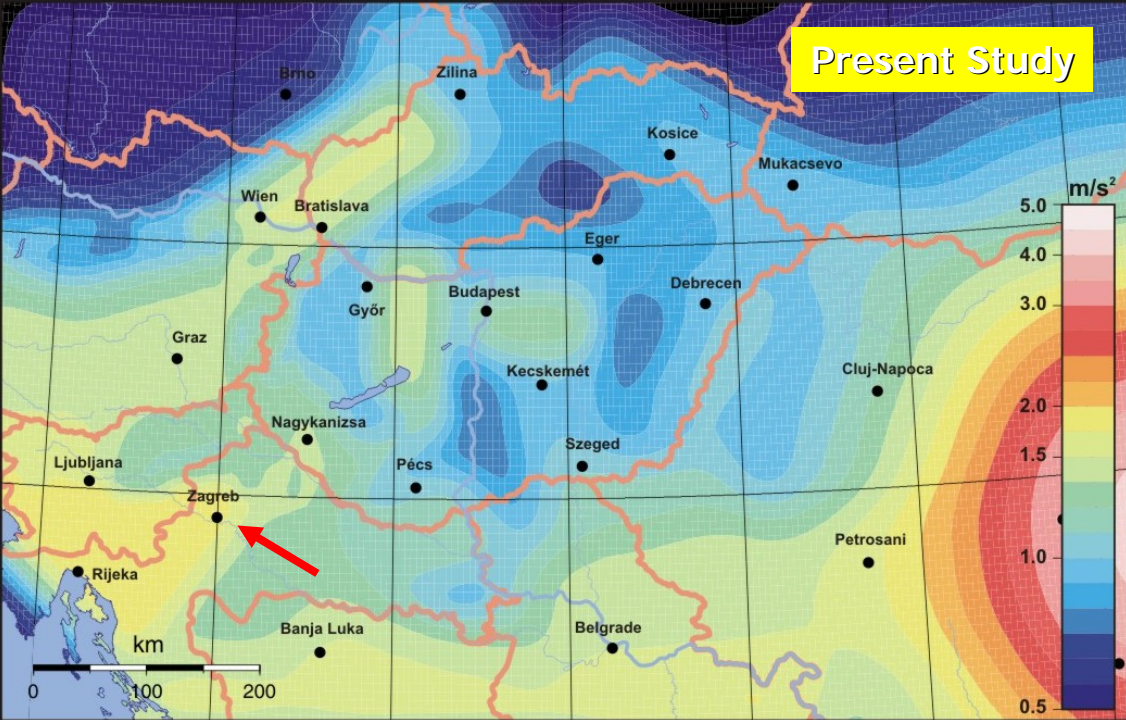 Present Study
Brno
Zilina
Kosice
Mukacsevo
m/s²
Wien
Bratislava
5.0
Eger
4.0
Debrecen
Budapest
3.0
Győr
Graz
Kecskemét
Cluj-Napoca
2.0
Nagykanizsa
Szeged
1.5
Ljubljana
Pécs
Zagreb
Petrosani
1.0
Rijeka
Banja Luka
Belgrade
km
0 100 200
0.5